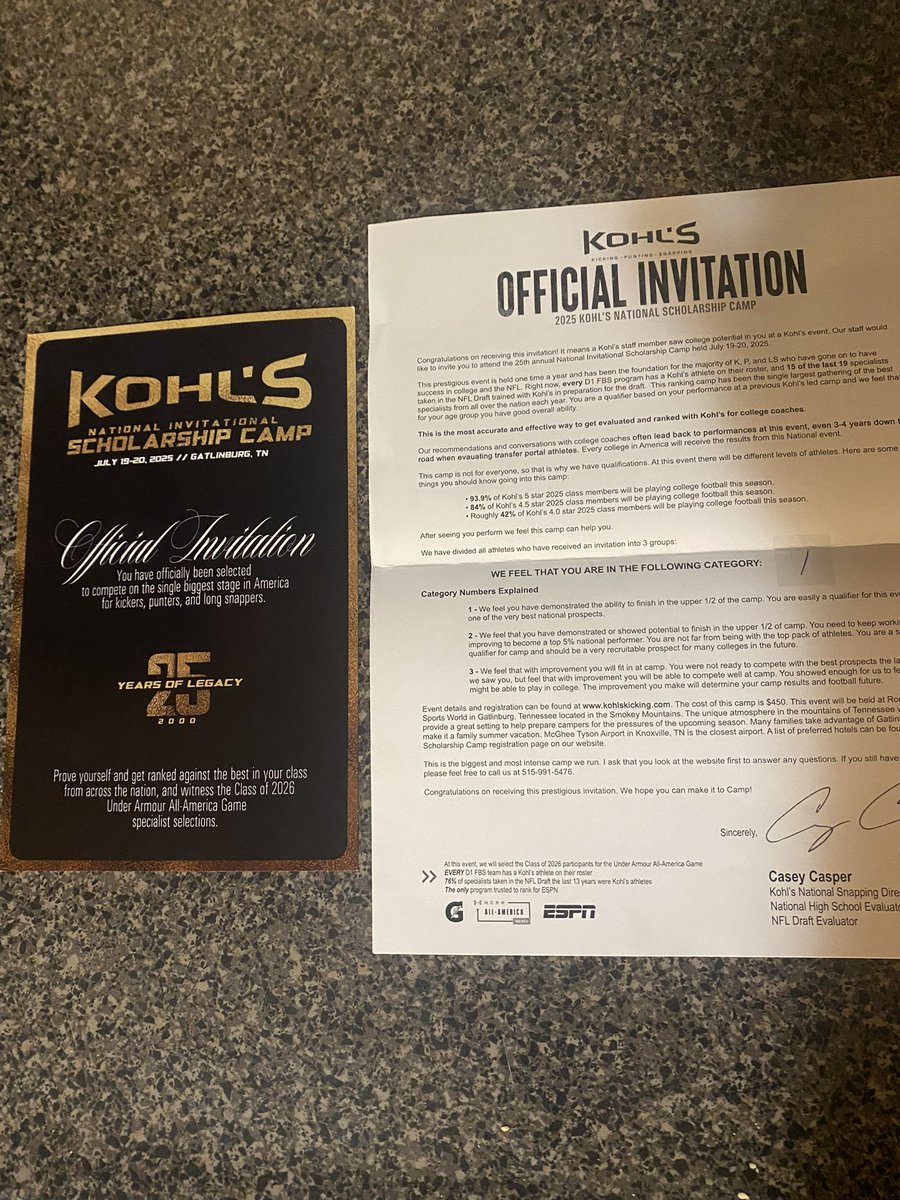 KOHL'S
NATIONAL INVITATIONAL
SCHOLARSHIP CAMP
JULY 19-20, 2025 // GATLINBURG, TN
Official Invitation
You have officially been selected
to compete on the single biggest stage in America
for kickers, punters, and long snappers.
25
YEARS OF LEGACY
2000
Prove yourself and get ranked against the best in your class
from across the nation, and witness the Class of 2026
Under Armour All-America Game
specialist selections.
KOHL'S
KICKING • PUNTING • SNAPPING
OFFICIAL INVITATION
2025 KOHL'S NATIONAL SCHOLARSHIP CAMP
Congratulations on receiving this invitation! It means a Kohl's staff member saw college potential in you at a Kohl's event. Our staff would
like to invite you to attend the 25th annual National Invitational Scholarship Camp held July 19-20, 2025.
This prestigious event is held one time a year and has been the foundation for the majority of K, P, and LS who have gone on to have
success in college and the NFL. Right now, every D1 FBS program has a Kohl's athlete on their roster, and 15 of the last 19 specialists
taken in the NFL Draft trained with Kohl's in preparation for the draft. This ranking camp has been the single largest gathering of the best
specialists from all over the nation each year. You are a qualifier based on your performance at a previous Kohl's led camp and we feel that
for your age group you have good overall ability.
This is the most accurate and effective way to get evaluated and ranked with Kohl's for college coaches.
Our recommendations and conversations with college coaches often lead back to performances at this event, even 3-4 years down t
road when evauating transfer portal athletes. Every college in America will receive the results from this National event.
This camp is not for everyone, so that is why we have qualifications. At this event there will be different levels of athletes. Here are some
things you should know going into this camp:
• 93.9% of Kohl's 5 star 2025 class members will be playing college football this season.
• 84% of Kohl's 4.5 star 2025 class members will be playing college football this season
• Roughly 42% of Kohl's 4.0 star 2025 class members will be playing college football this season.
After seeing you perform we feel this camp can help you.
We have divided all athletes who have received an invitation into 3 groups:
WE FEEL THAT YOU ARE IN THE FOLLOWING CATEGORY: 1
Category Numbers Explained
1 - We feel you have demonstrated the ability to finish in the upper 1/2 of the camp. You are easily a qualifier for this eve
one of the very best national prospects.
2 - We feel that you have demonstrated or showed potential to finish in the upper 1/2 of camp. You need to keep worki
improving to become a top 5% national performer. You are not far from being with the top pack of athletes. You are a s
qualifier for camp and should be a very recruitable prospect for many colleges in the future.
3 - We feel that with improvement you will fit in at camp. You were not ready to compete with the best prospects the la
we saw you, but feel that with improvement you will be able to compete well at camp. You showed enough for us to fe
might be able to play in college. The improvement you make will determine your camp results and football future.
Event details and registration can be found at www.kohlskicking.com. The cost of this camp is $450. This event will be held at Ro
Sports World in Gatlinburg, Tennessee located in the Smokey Mountains. The unique atmosphere in the mountains of Tennessee w
provide a great setting to help prepare campers for the pressures of the upcoming season. Many families take advantage of Gatlin
make it a family summer vacation. McGhee Tyson Airport in Knoxville, TN is the closest airport. A list of preferred hotels can be fou
Scholarship Camp registration page on our website.
This is the biggest and most intense camp we run. I ask that you look at the website first to answer any questions. If you still have
please feel free to call us at 515-991-5476.
Congratulations on receiving this prestigious invitation. We hope you can make it to Camp!
Sincerely,
Casey Casper
Kohl's National Snapping Dire
National High School Evaluato
NFL Draft Evaluator
At this event, we will select the Class of 2026 participants for the Under Armour All-America Game
EVERY D1 FBS team has a Kohl's athlete on their roster
76% of specialists taken in the NFL Draft the last 13 years were Kohl's athletes
The only program trusted to rank for ESPN
G
NEXT
ALL-AMERICA
ESPN